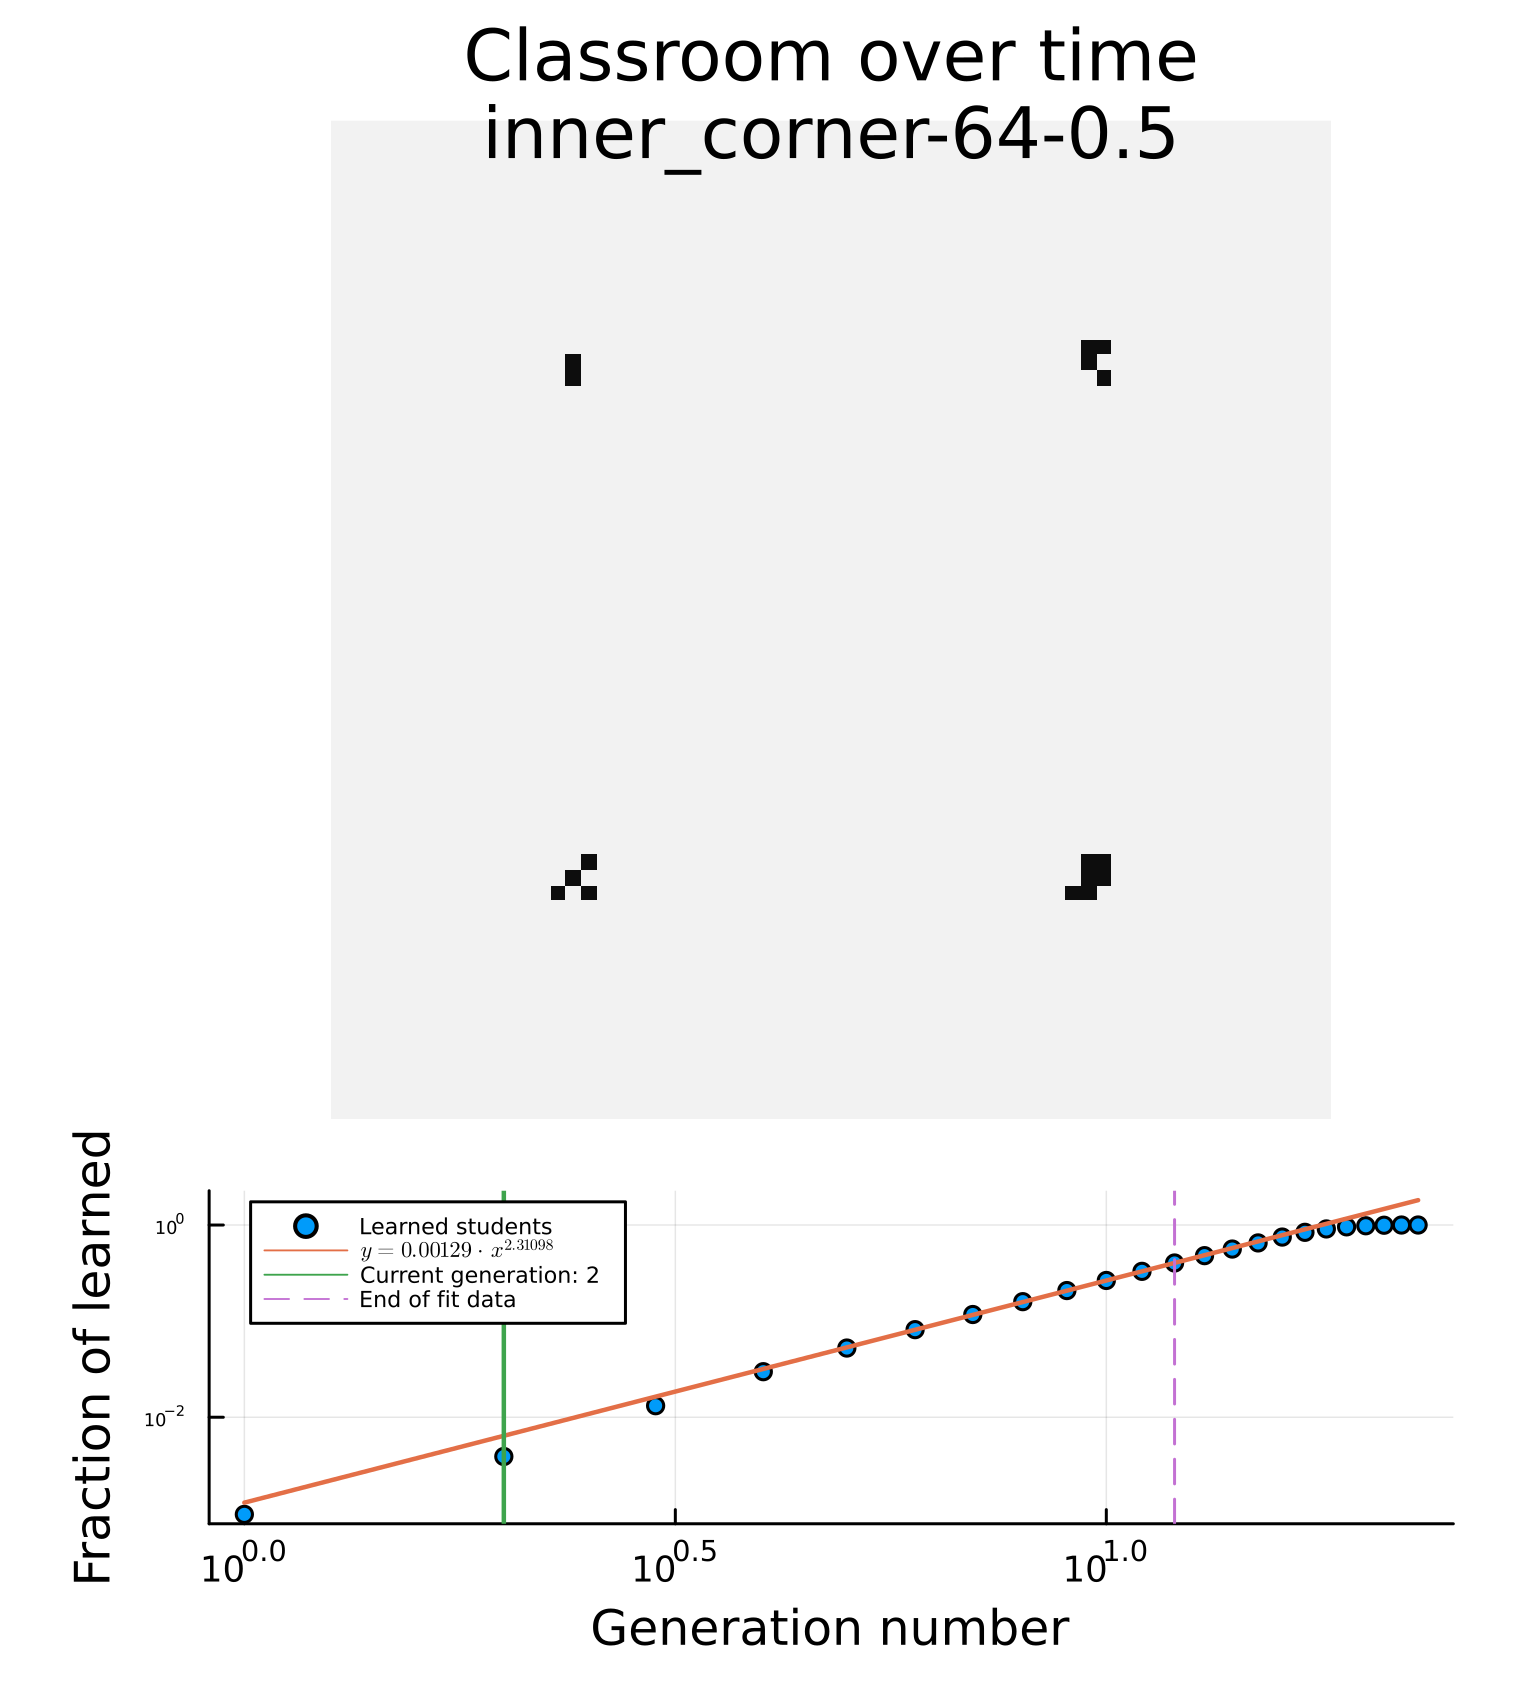 Classroom over time
inner_corner-64-0.5
Fraction of learned
10^0
10^-2
Learned students
y = 0.00129 · x^2.31098
Current generation: 2
End of fit data
10^0.0
10^0.5
10^1.0
Generation number